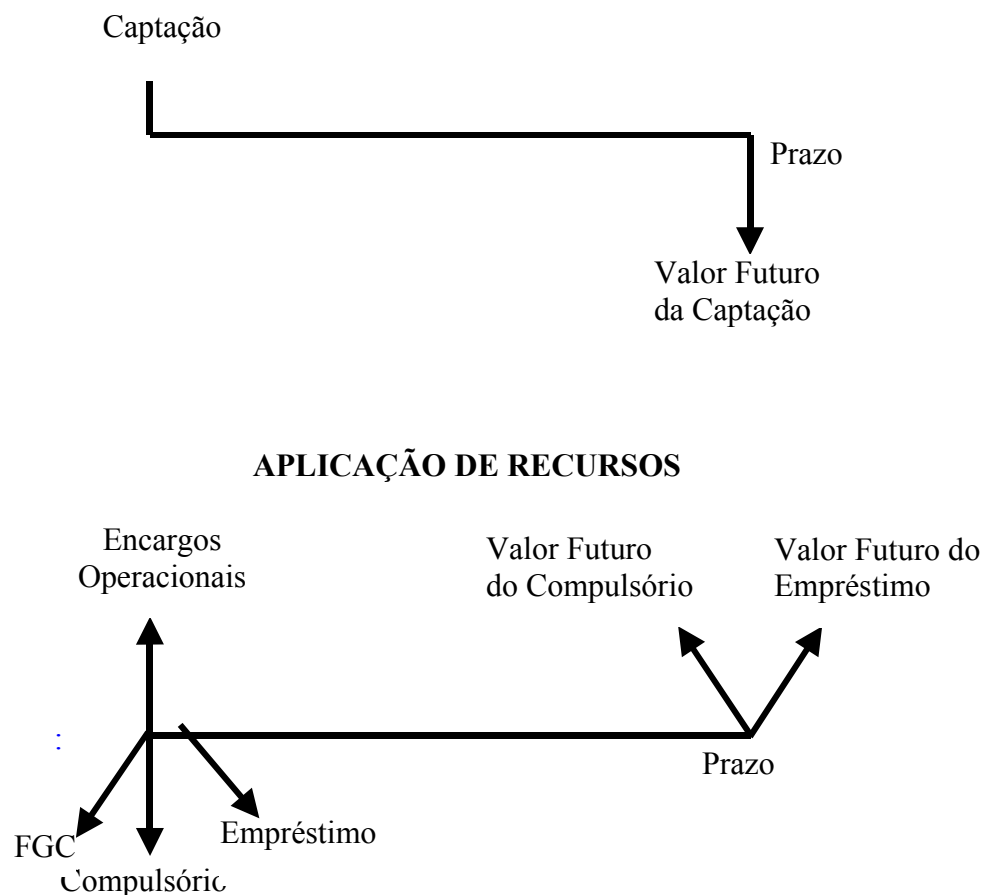 Captação
Prazo
Valor Futuro
da Captação
APLICAÇÃO DE RECURSOS
Encargos
Operacionais
Valor Futuro
do Compulsório
Valor Futuro do
Empréstimo
:
Prazo
Empréstimo
FGC
Compulsório